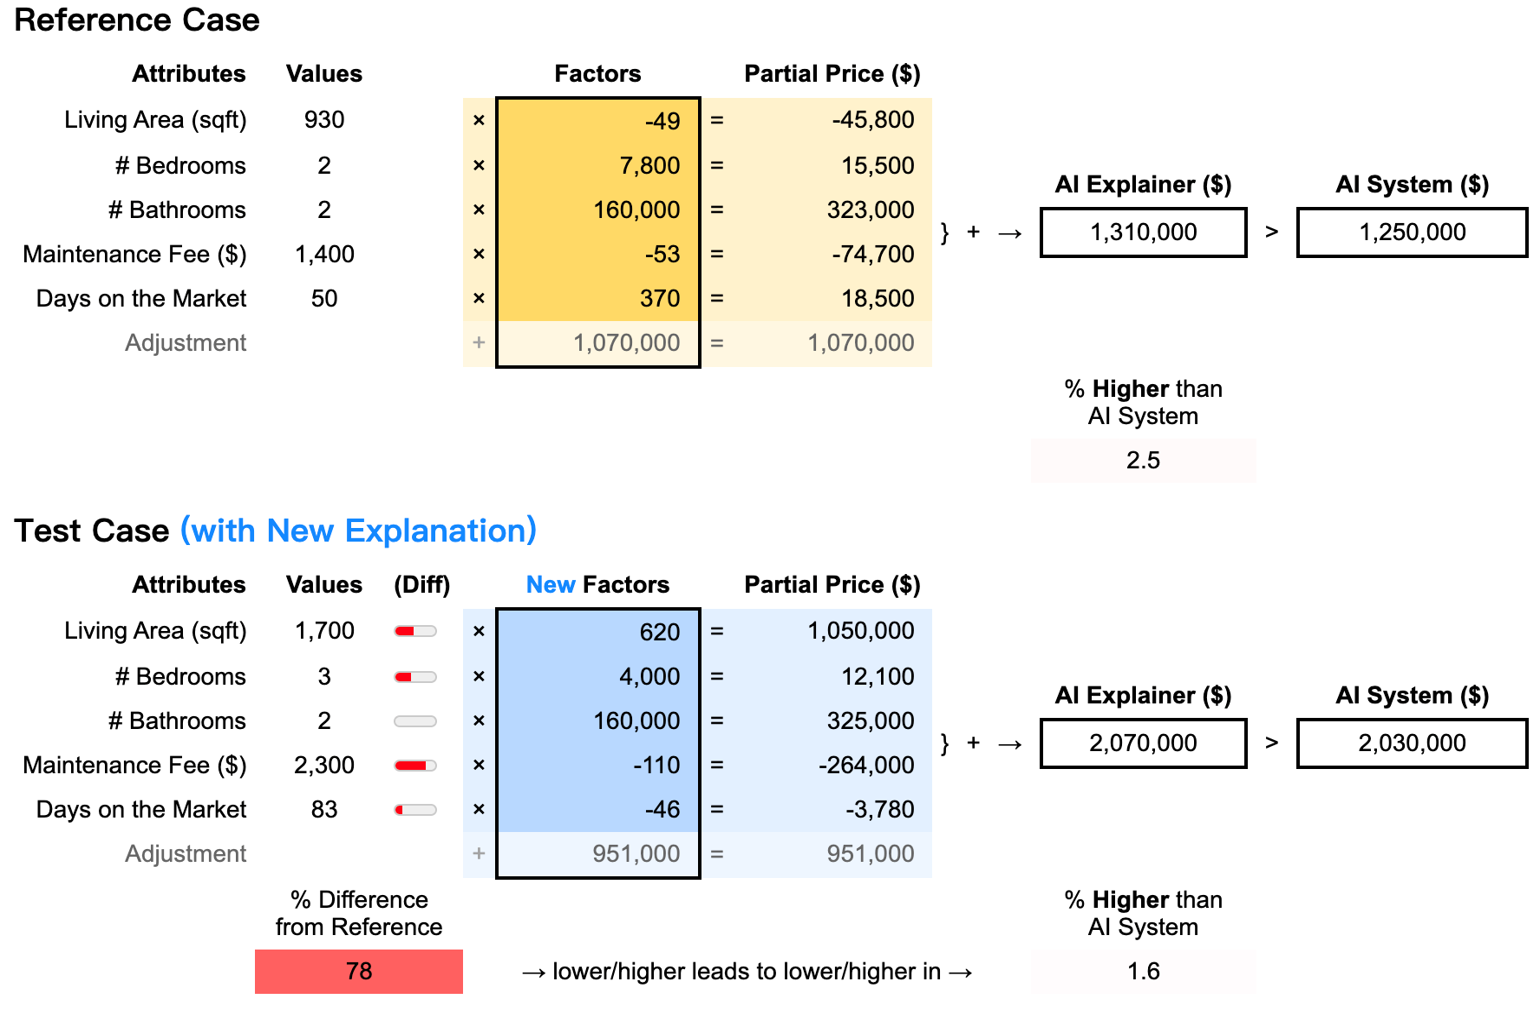 Reference Case
Attributes Values Factors Partial Price ($)
Living Area (sqft) 930 × -49 = -45,800
# Bedrooms 2 × 7,800 = 15,500
# Bathrooms 2 × 160,000 = 323,000
Maintenance Fee ($) 1,400 × -53 = -74,700
Days on the Market 50 × 370 = 18,500
Adjustment + 1,070,000 = 1,070,000
AI Explainer ($) AI System ($)
} + → 1,310,000 > 1,250,000
% Higher than
AI System
2.5
Test Case (with New Explanation)
Attributes Values (Diff) New Factors Partial Price ($)
Living Area (sqft) 1,700 × 620 = 1,050,000
# Bedrooms 3 × 4,000 = 12,100
# Bathrooms 2 × 160,000 = 325,000
Maintenance Fee ($) 2,300 × -110 = -264,000
Days on the Market 83 × -46 = -3,780
Adjustment + 951,000 = 951,000
AI Explainer ($) AI System ($)
} + → 2,070,000 > 2,030,000
% Difference
from Reference
78
→ lower/higher leads to lower/higher in →
% Higher than
AI System
1.6